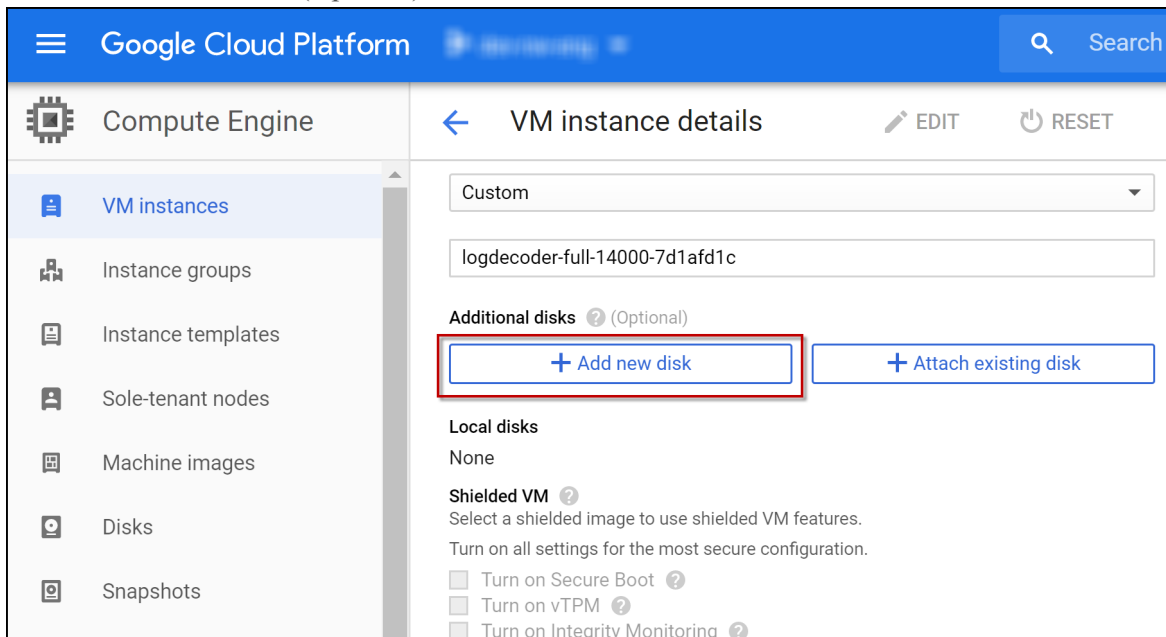 Google Cloud Platform
Search
Compute Engine
VM instance details
EDIT
RESET
VM instances
Instance groups
Instance templates
Sole-tenant nodes
Machine images
Disks
Snapshots
Custom
logdecoder-full-14000-7d1afd1c
Additional disks ? (Optional)
+ Add new disk
+ Attach existing disk
Local disks
None
Shielded VM ?
Select a shielded image to use shielded VM features.
Turn on all settings for the most secure configuration.
Turn on Secure Boot ?
Turn on vTPM ?
Turn on Integrity Monitoring ?